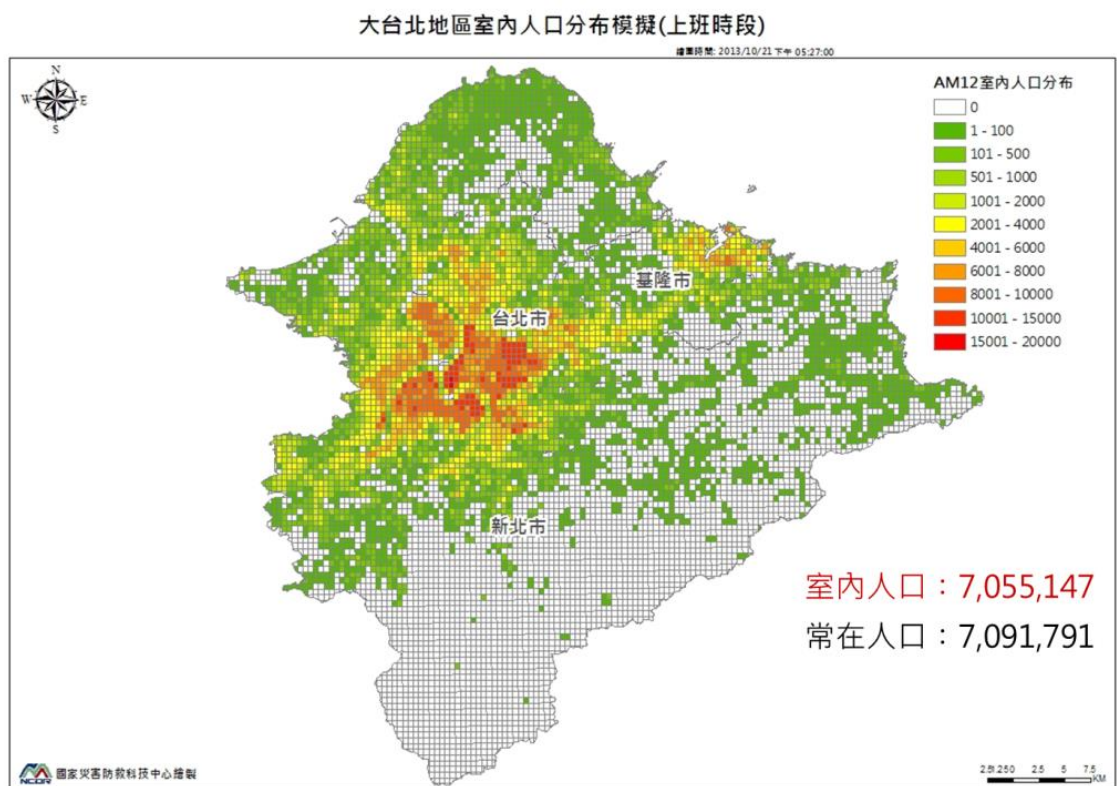 大台北地區室內人口分布模擬(上班時段)
繪圖時間: 2013/10/21 下午 05:27:00
N
W
E
S
AM12室內人口分布
0
1 - 100
101 - 500
501 - 1000
1001 - 2000
2001 - 4000
4001 - 6000
6001 - 8000
8001 - 10000
10001 - 15000
15001 - 20000
基隆市
台北市
新北市
室內人口：7,055,147
常在人口：7,091,791
NCDR
國家災害防救科技中心繪製
2.5 1.25 0 2.5 5 7.5
KM